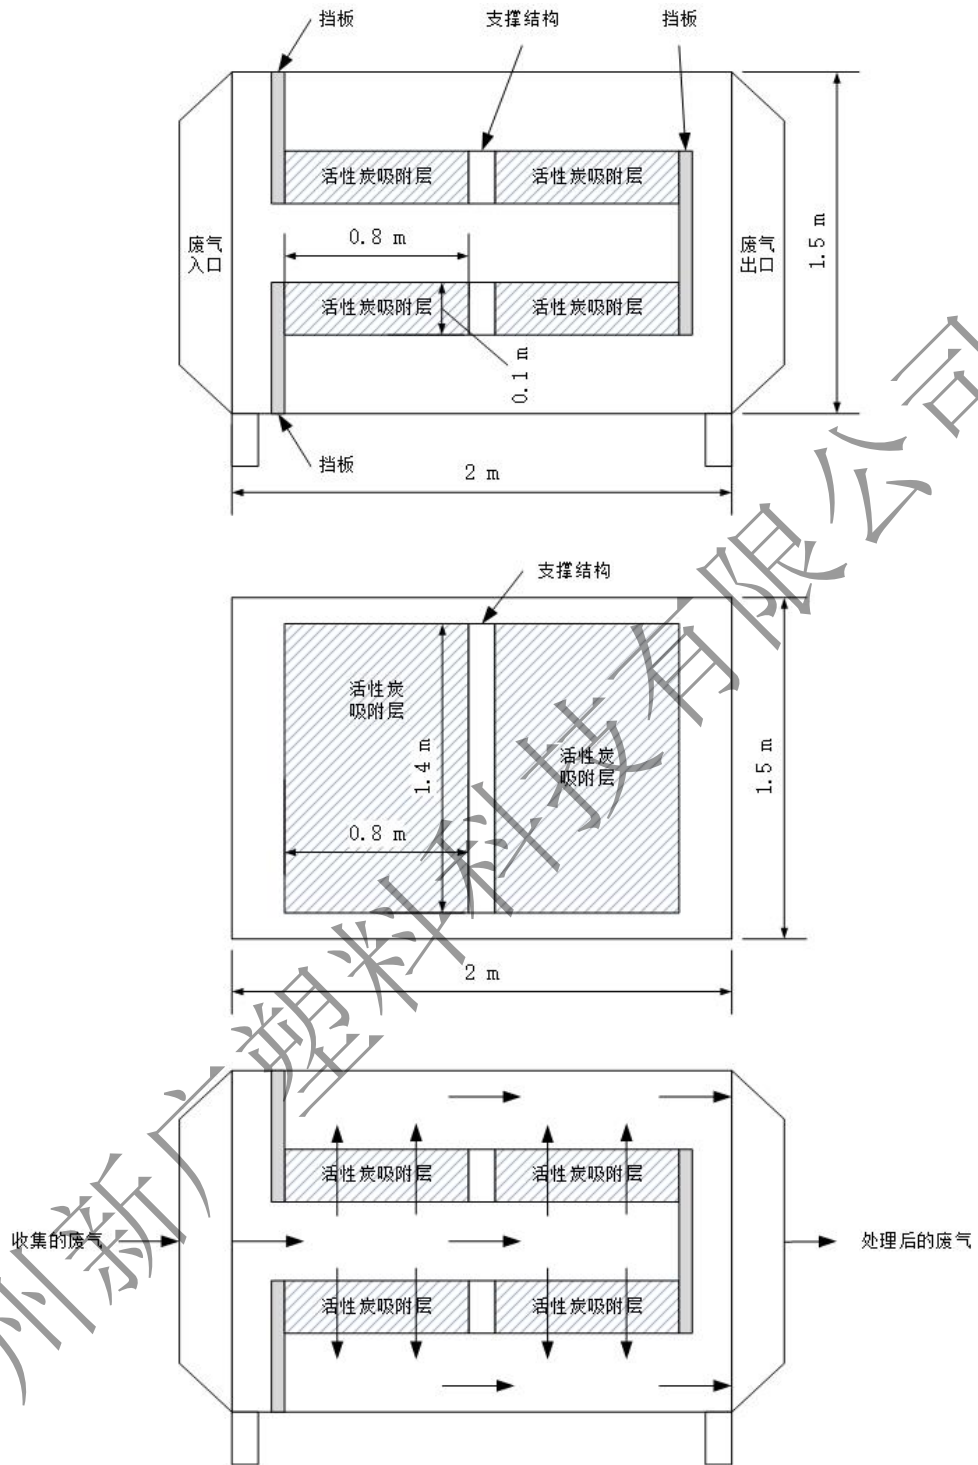 挡板
支撑结构
挡板
活性炭吸附层
活性炭吸附层
0.8 m
废气
入口
废气
出口
1.5 m
活性炭吸附层
活性炭吸附层
0.1 m
挡板
2 m
支撑结构
活性炭
吸附层
1.4 m
活性炭
吸附层
1.5 m
0.8 m
2 m
活性炭吸附层
活性炭吸附层
收集的废气
处理后的废气
活性炭吸附层
活性炭吸附层
州新广塑料科技有限公司